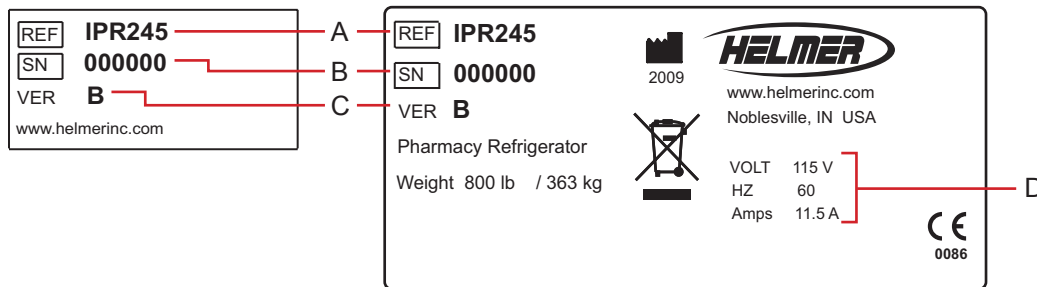 REF IPR245
SN 000000
VER B
www.helmerinc.com
A
B
C
REF IPR245
SN 000000
VER B
Pharmacy Refrigerator
Weight 800 lb / 363 kg
2009
HELMER
www.helmerinc.com
Noblesville, IN USA
VOLT 115 V
HZ 60
Amps 11.5 A
D
CE
0086